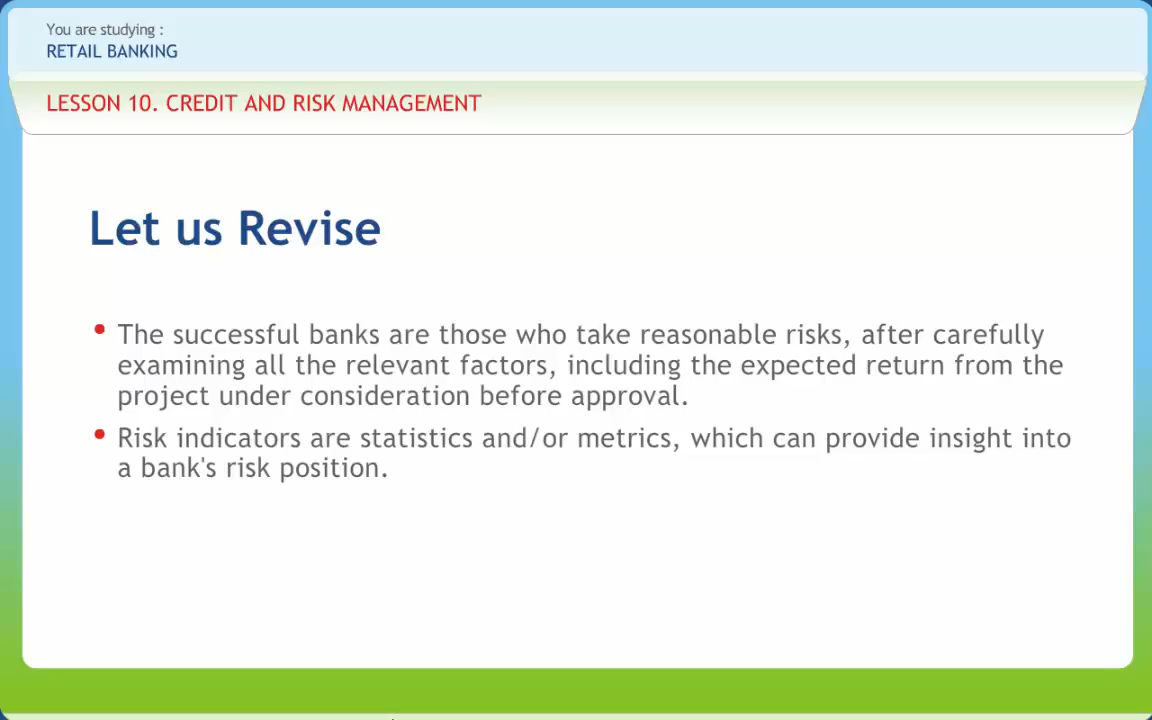 You are studying :
RETAIL BANKING
LESSON 10. CREDIT AND RISK MANAGEMENT
Let us Revise
• The successful banks are those who take reasonable risks, after carefully
examining all the relevant factors, including the expected return from the
project under consideration before approval.
• Risk indicators are statistics and/or metrics, which can provide insight into
a bank's risk position.